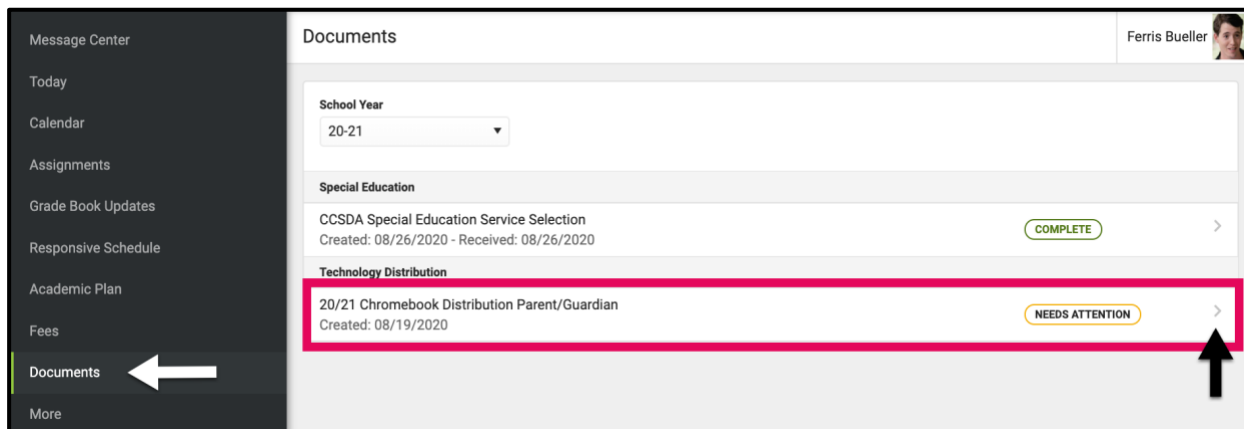 Message Center
Today
Calendar
Assignments
Grade Book Updates
Responsive Schedule
Academic Plan
Fees
Documents
More
Documents
Ferris Bueller
School Year
20-21
Special Education
CCSDA Special Education Service Selection
Created: 08/26/2020 - Received: 08/26/2020
COMPLETE
Technology Distribution
20/21 Chromebook Distribution Parent/Guardian
Created: 08/19/2020
NEEDS ATTENTION